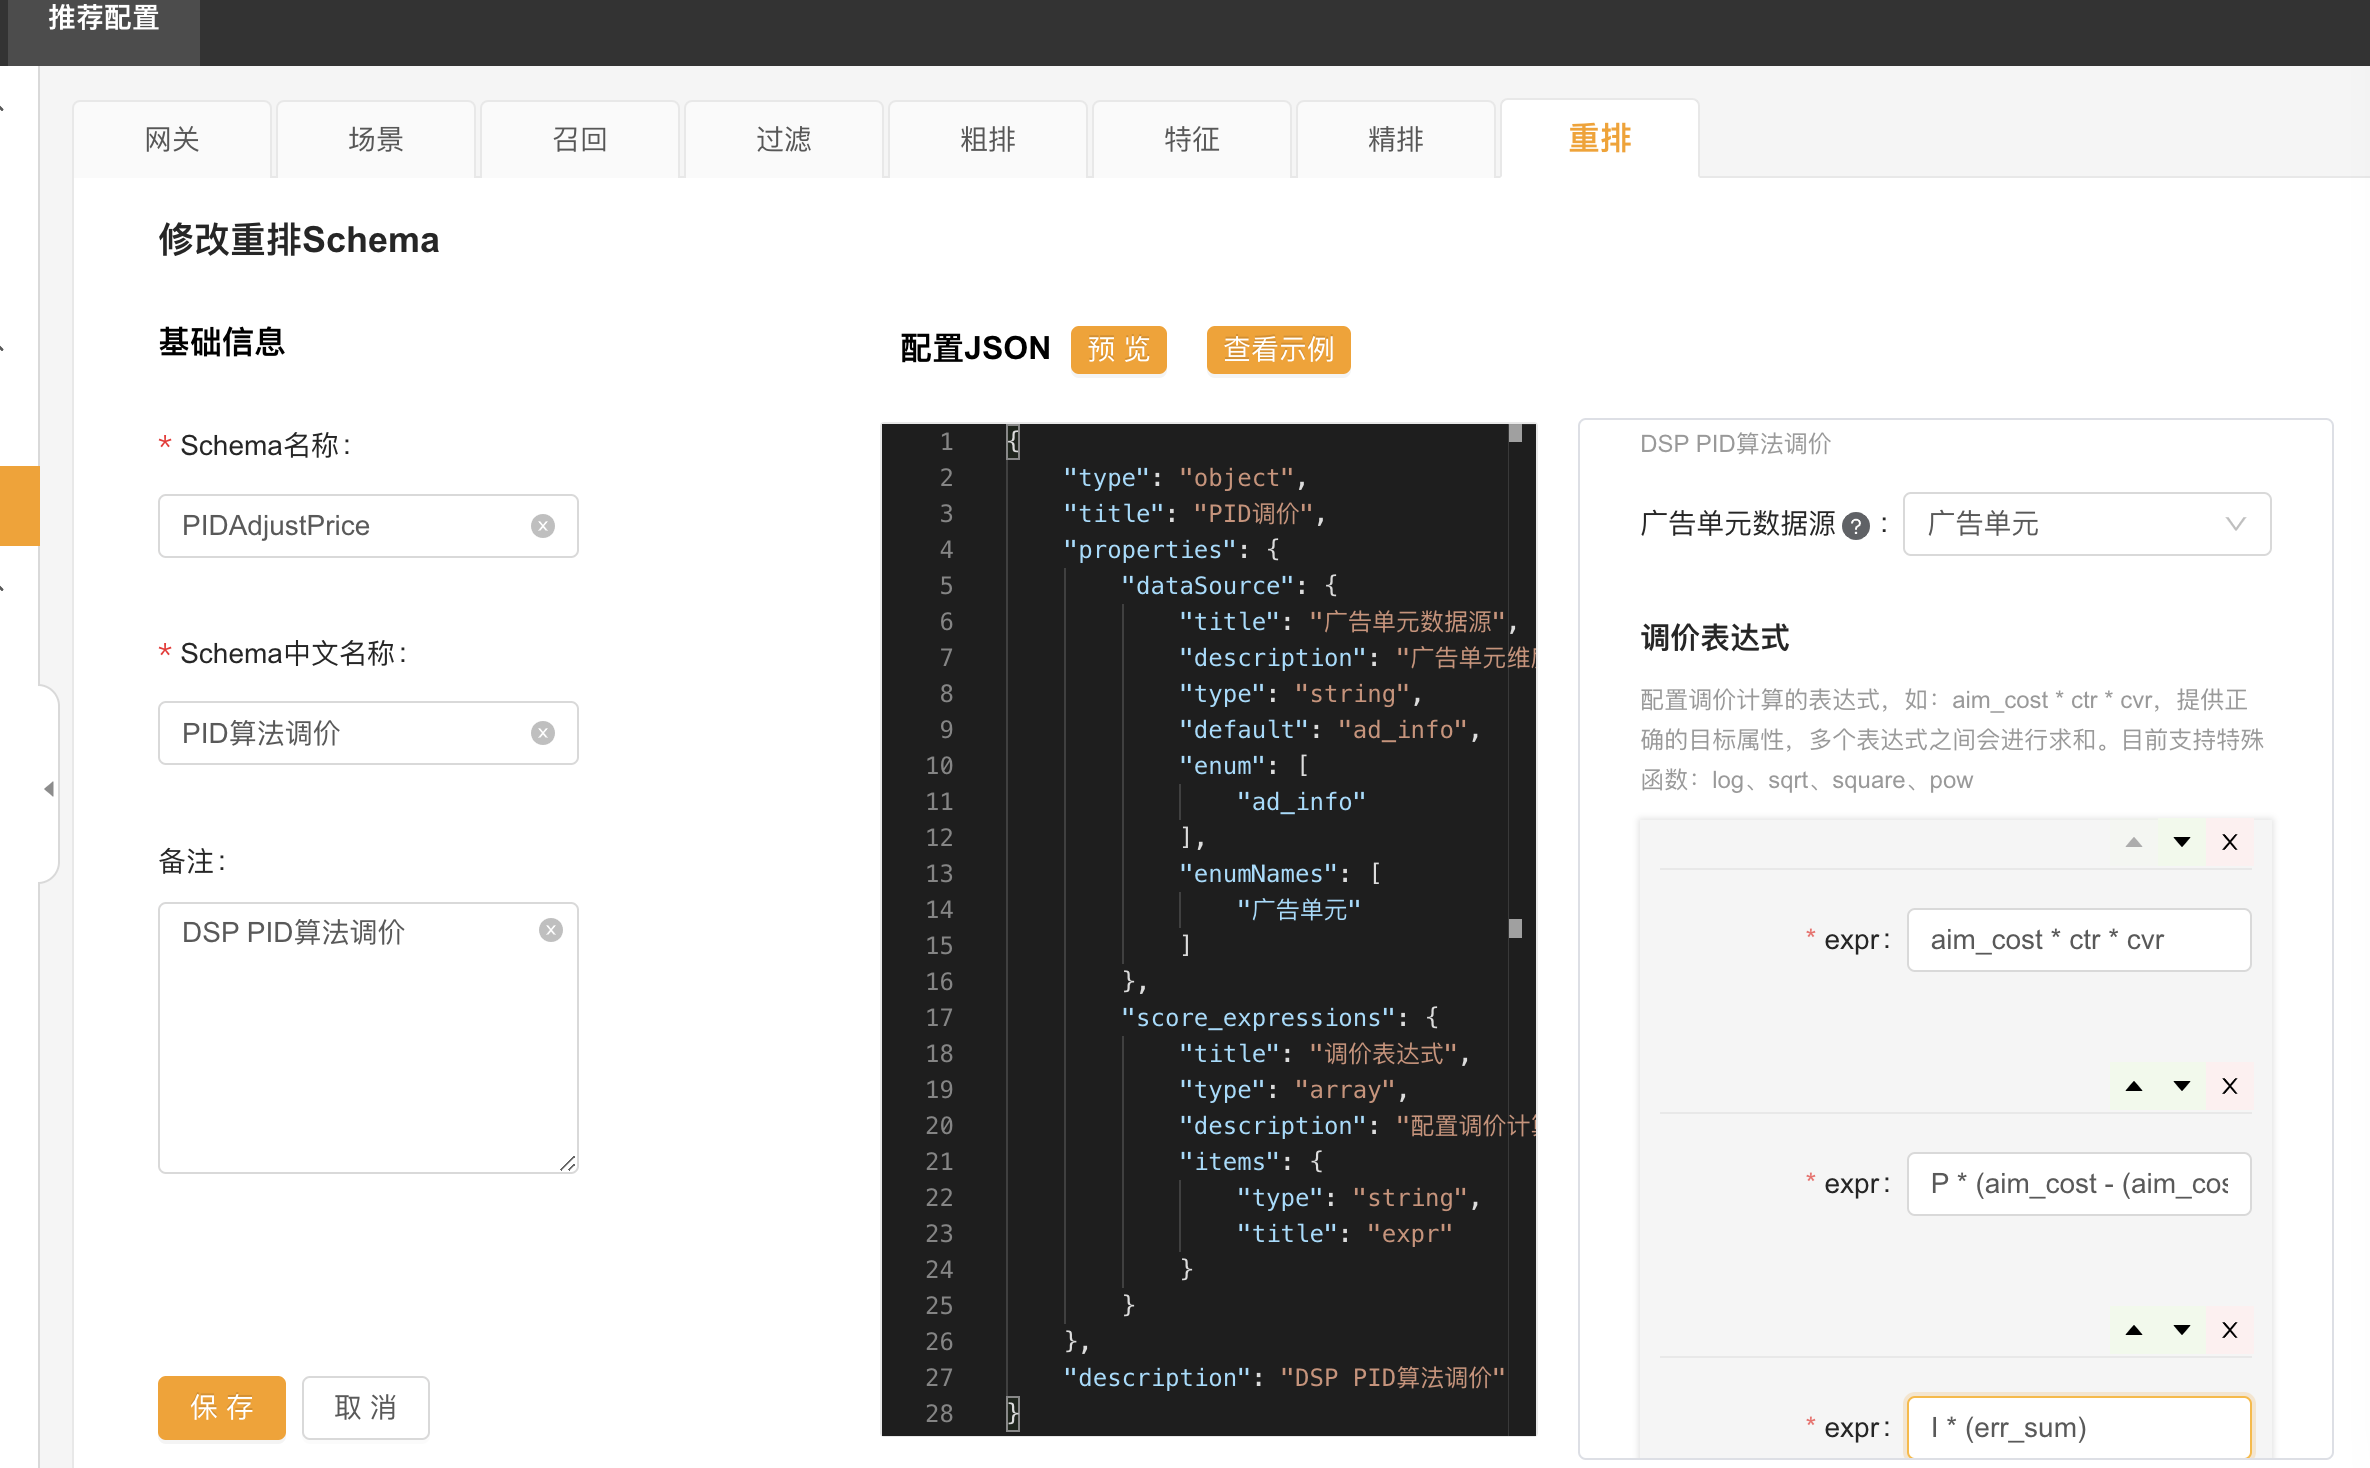 推荐配置
网关
场景
召回
过滤
粗排
特征
精排
重排
修改重排Schema
基础信息
* Schema名称:
PIDAdjustPrice
* Schema中文名称:
PID算法调价
备注:
DSP PID算法调价
保 存
取 消
配置JSON
预 览
查看示例
1 {
2 "type": "object",
3 "title": "PID调价",
4 "properties": {
5 "dataSource": {
6 "title": "广告单元数据源",
7 "description": "广告单元维
8 "type": "string",
9 "default": "ad_info",
10 "enum": [
11 "ad_info"
12 ],
13 "enumNames": [
14 "广告单元"
15 ]
16 },
17 "score_expressions": {
18 "title": "调价表达式",
19 "type": "array",
20 "description": "配置调价计
21 "items": {
22 "type": "string",
23 "title": "expr"
24 }
25 }
26 },
27 "description": "DSP PID算法调价"
28 }
DSP PID算法调价
广告单元数据源 ? :
广告单元
调价表达式
配置调价计算的表达式，如：aim_cost * ctr * cvr，提供正
确的目标属性，多个表达式之间会进行求和。目前支持特殊
函数：log、sqrt、square、pow
X
* expr: aim_cost * ctr * cvr
X
* expr: P * (aim_cost - (aim_cos
X
* expr: I * (err_sum)